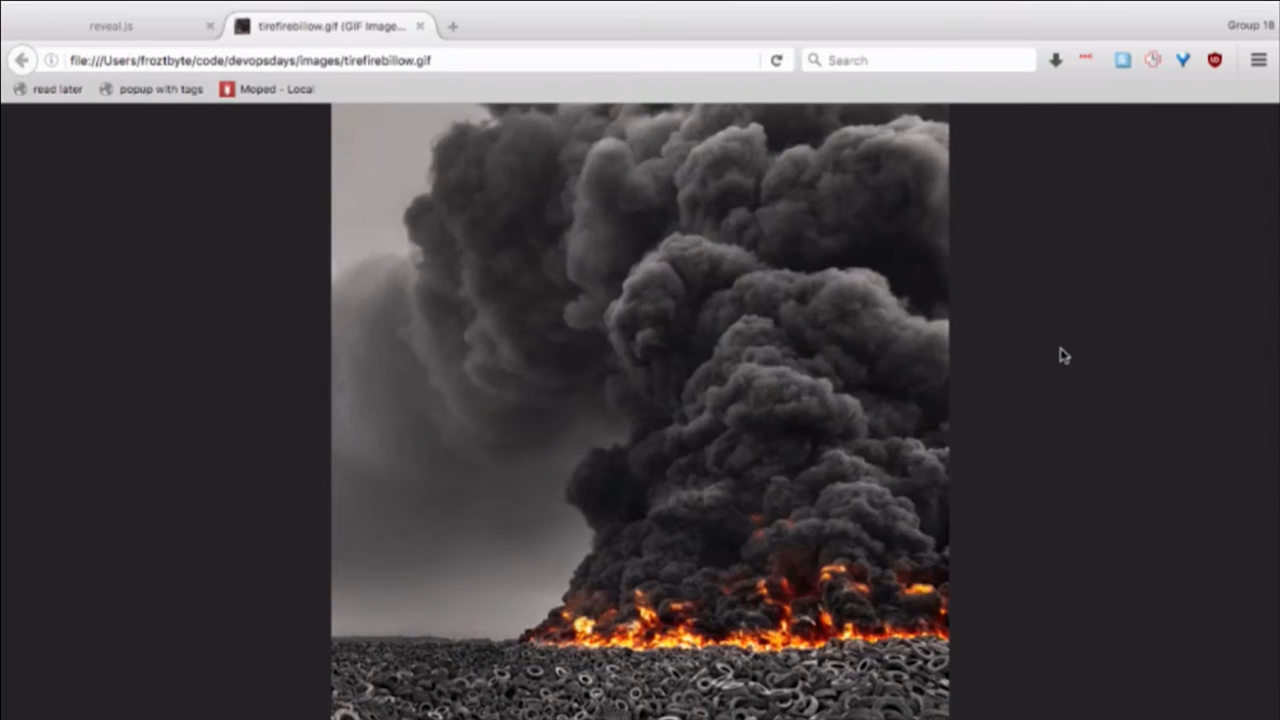 reveal.js
tirefirebillow.gif (GIF Image...
Group 18
file:///Users/froztbyte/code/devopsdays/images/tirefirebillow.gif
Search
read later
popup with tags
Moped - Local